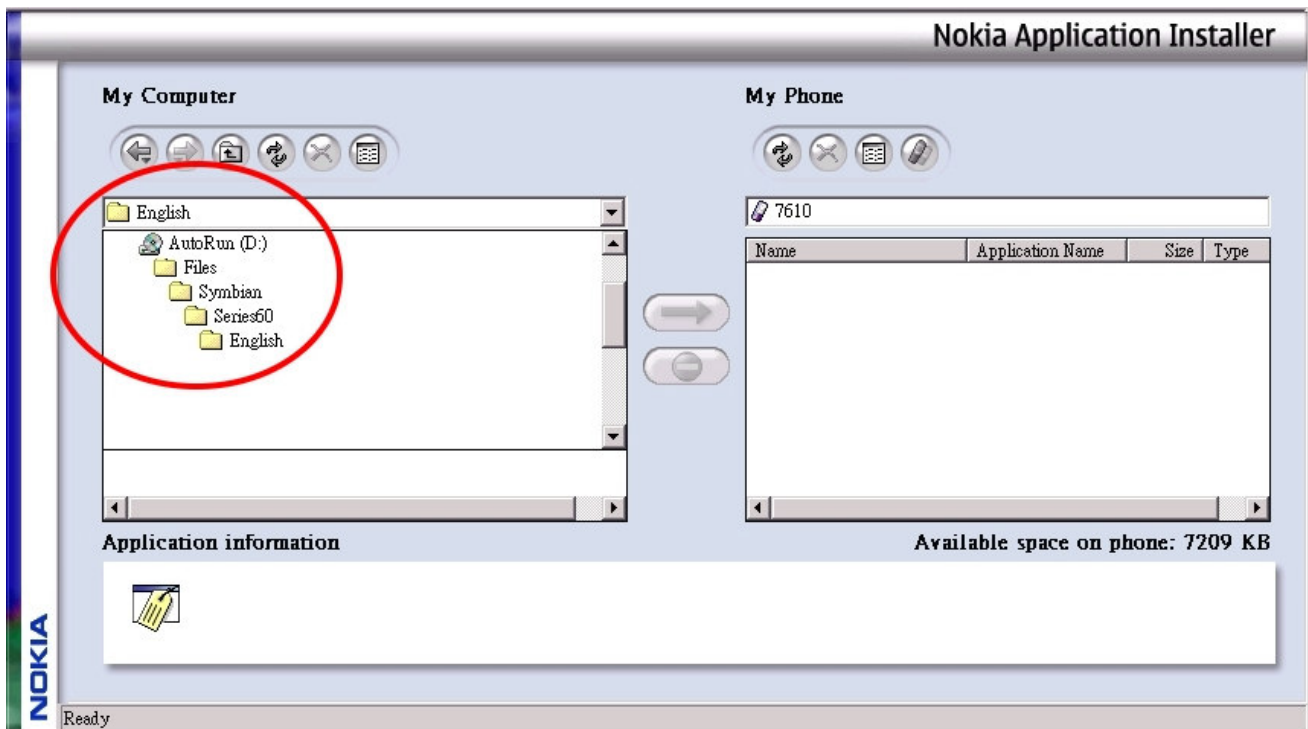 Nokia Application Installer
My Computer
My Phone
English
7610
AutoRun (D:)
Name Application Name Size Type
Files
Symbian
Series60
English
Application information
Available space on phone: 7209 KB
NOKIA
Ready